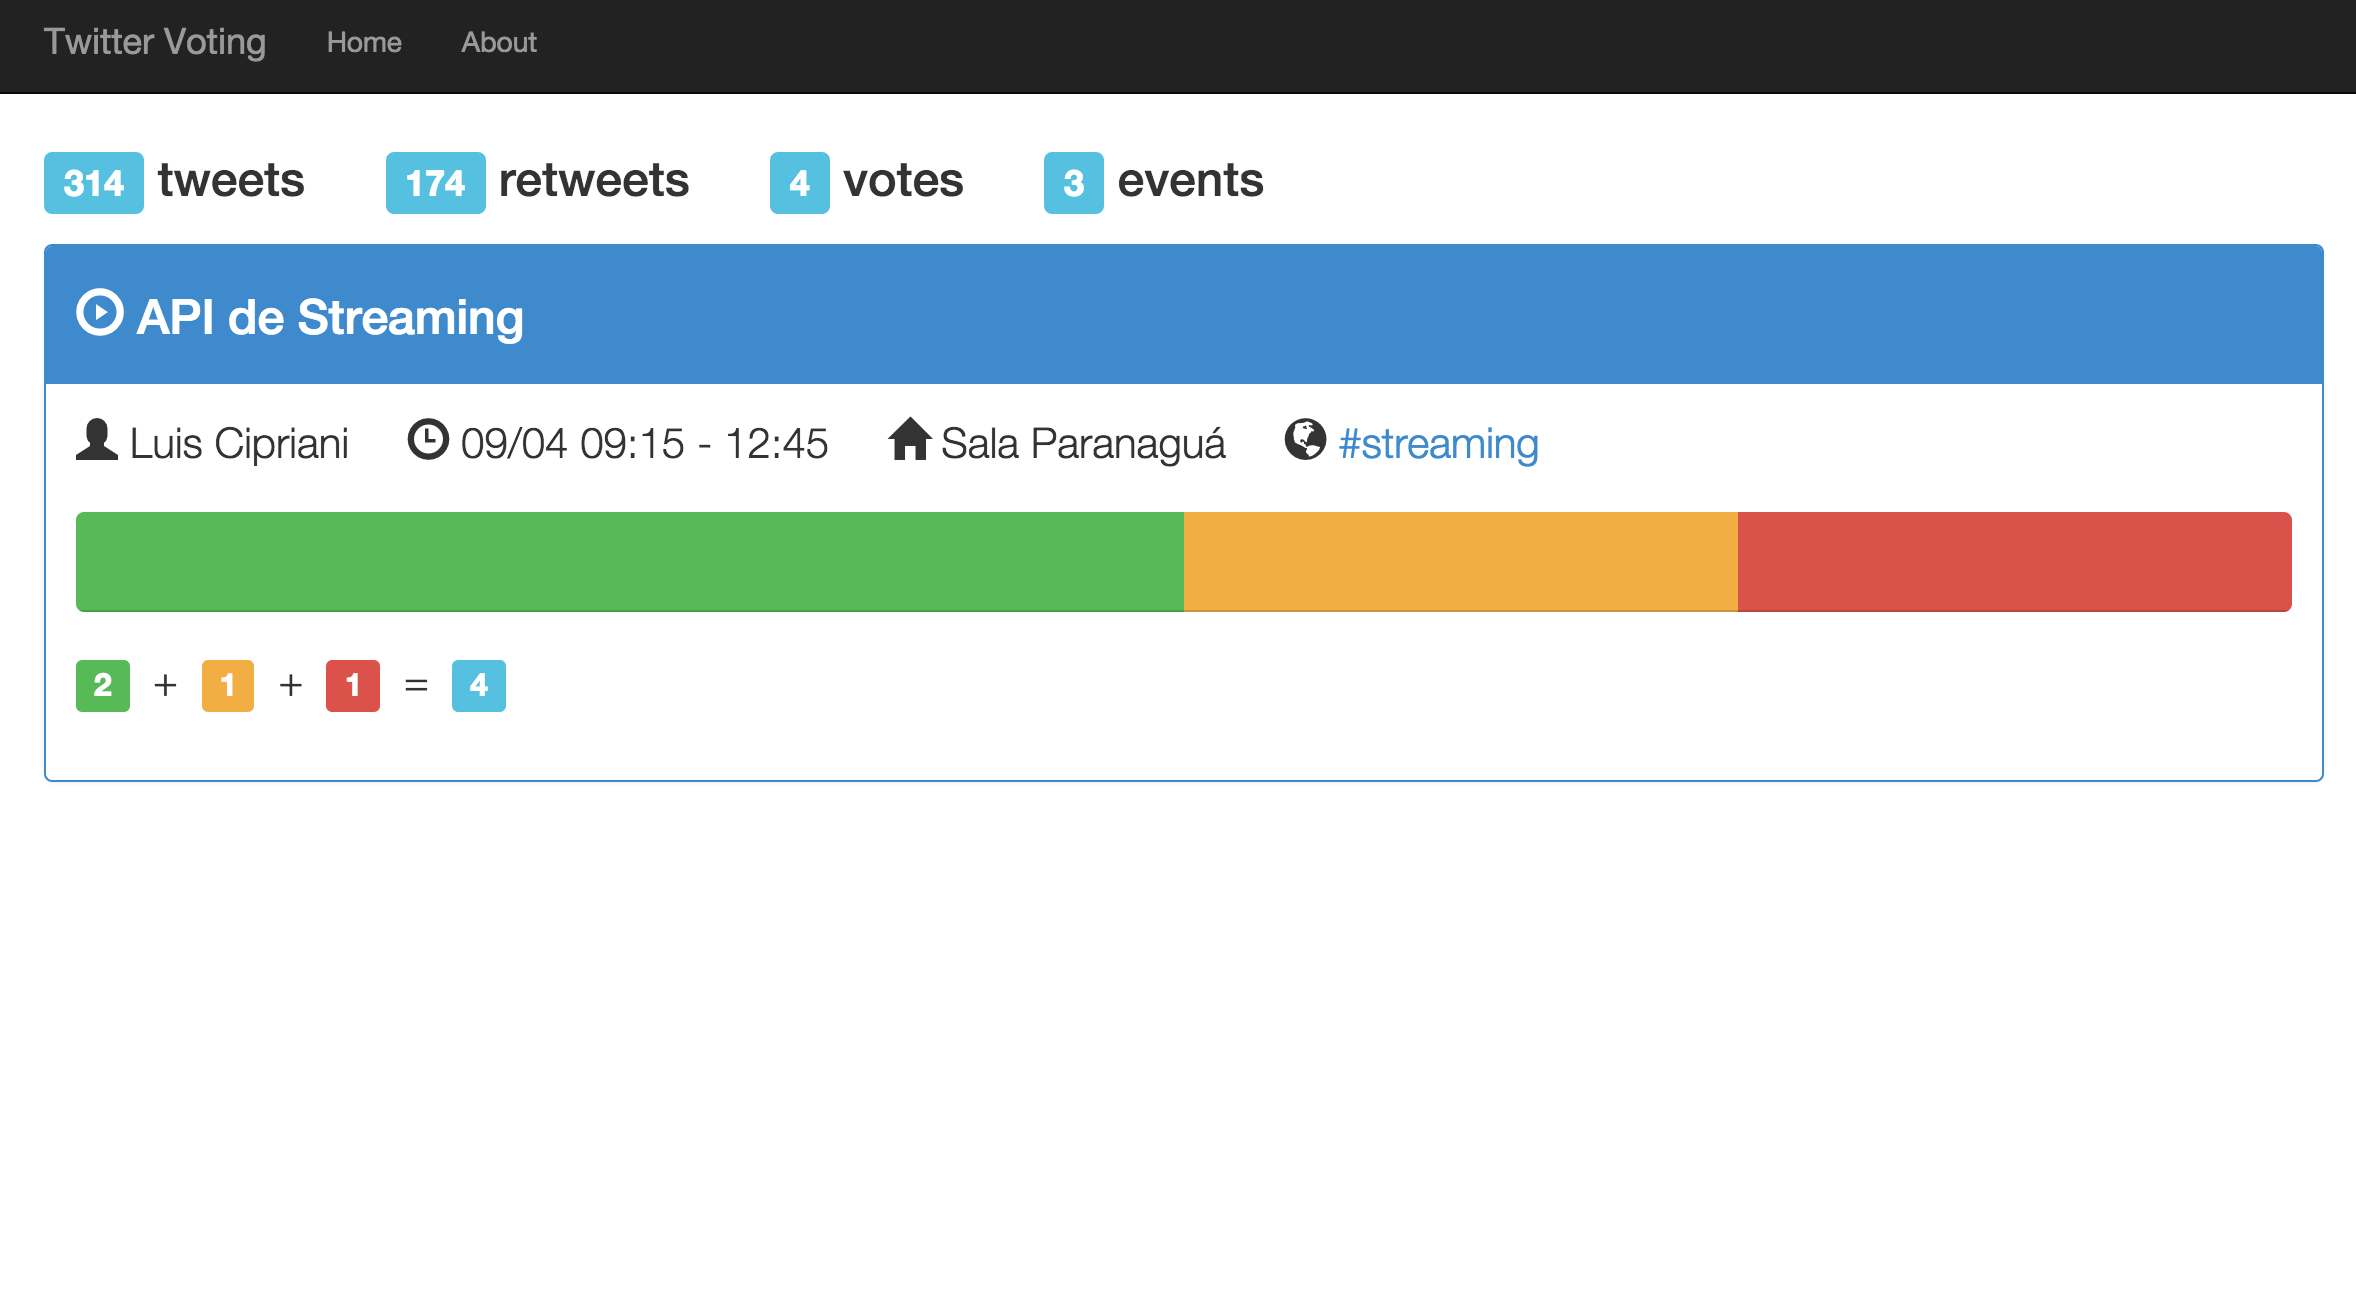 Twitter Voting Home About
314 tweets 174 retweets 4 votes 3 events
API de Streaming
Luis Cipriani 09/04 09:15 - 12:45 Sala Paranaguá #streaming
2 + 1 + 1 = 4